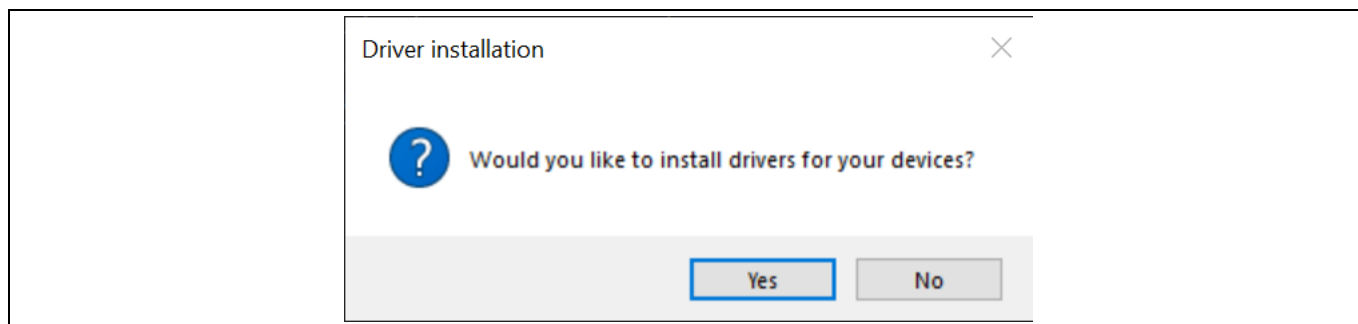 Driver installation
Would you like to install drivers for your devices?
Yes No